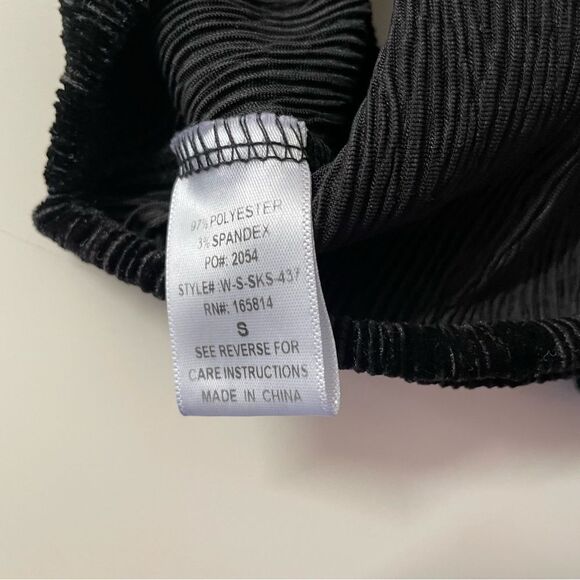 97% POLYESTER
3% SPANDEX
PO#: 2054
STYLE#: W-S-SKS-437
RN#: 165814
S
SEE REVERSE FOR
CARE INSTRUCTIONS
MADE IN CHINA